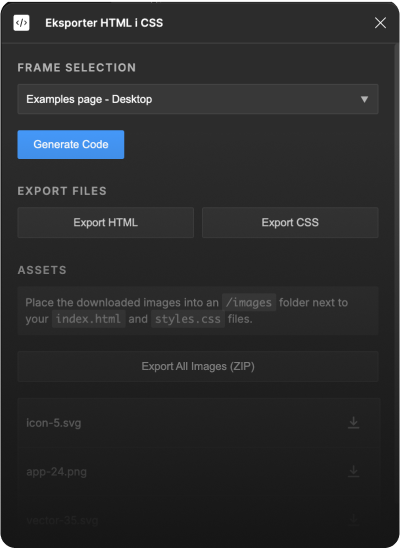 </> Eksporter HTML i CSS
FRAME SELECTION
Examples page - Desktop
Generate Code
EXPORT FILES
Export HTML
Export CSS
ASSETS
Place the downloaded images into an /images folder next to
your index.html and styles.css files.
Export All Images (ZIP)
icon-5.svg
app-24.png
vector-35.svg